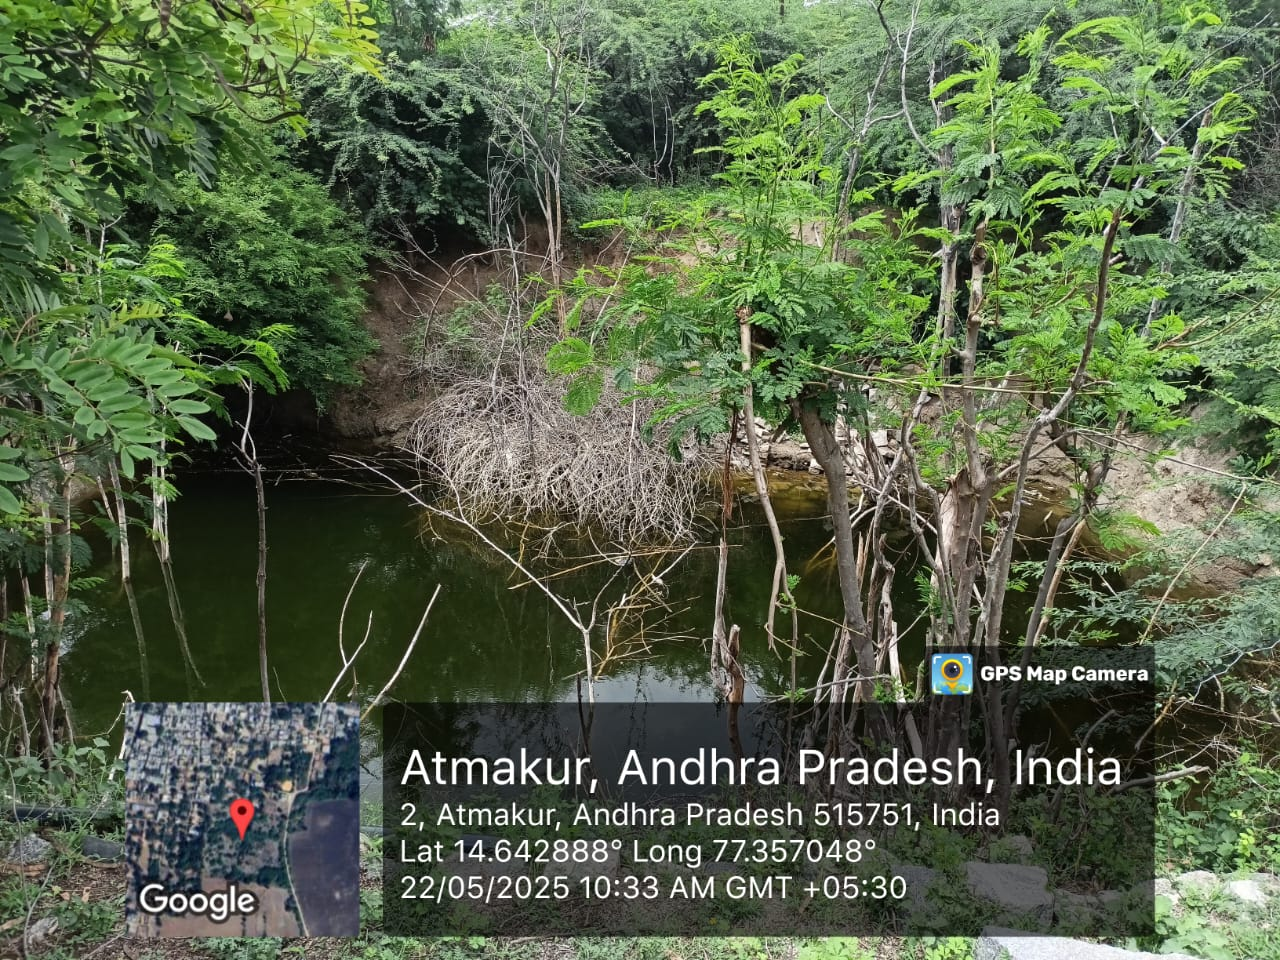 GPS Map Camera
Atmakur, Andhra Pradesh, India
2, Atmakur, Andhra Pradesh 515751, India
Lat 14.642888° Long 77.357048°
22/05/2025 10:33 AM GMT +05:30
Google